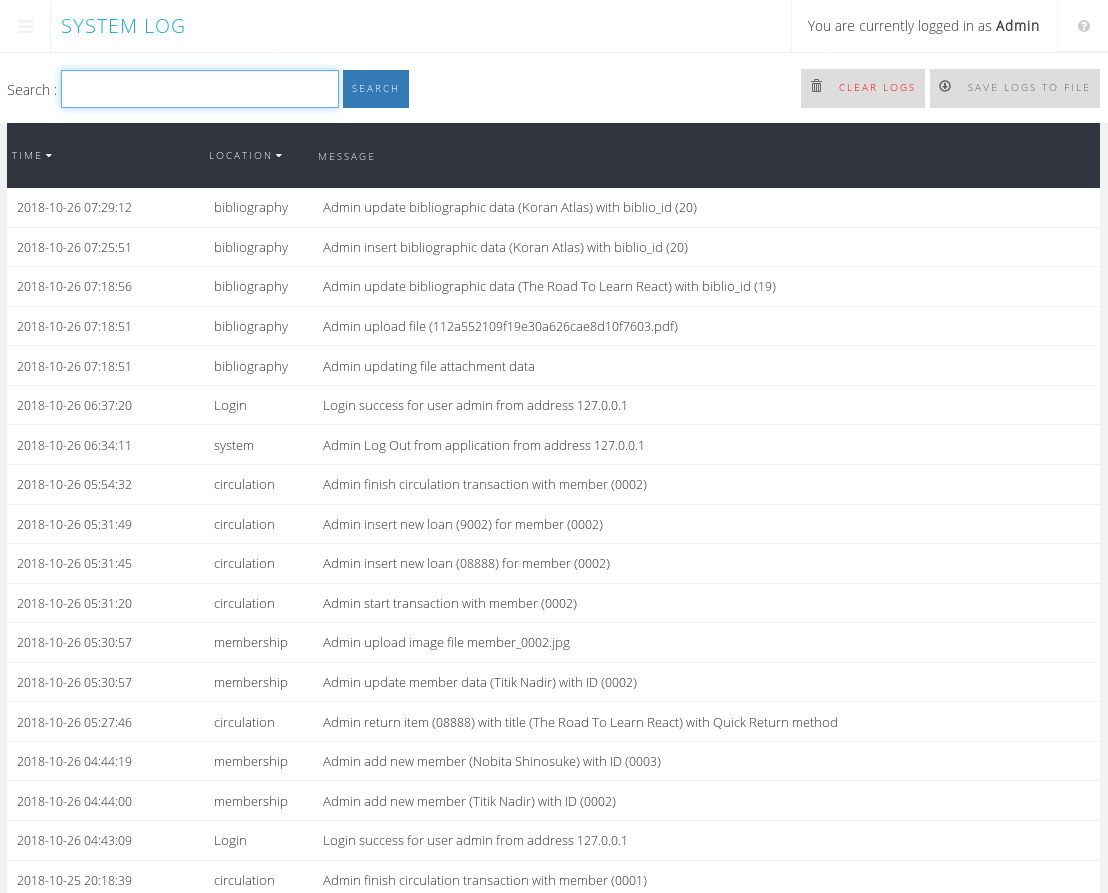 SYSTEM LOG You are currently logged in as Admin
Search : SEARCH CLEAR LOGS SAVE LOGS TO FILE
TIME LOCATION MESSAGE
2018-10-26 07:29:12 bibliography Admin update bibliographic data (Koran Atlas) with biblio_id (20)
2018-10-26 07:25:51 bibliography Admin insert bibliographic data (Koran Atlas) with biblio_id (20)
2018-10-26 07:18:56 bibliography Admin update bibliographic data (The Road To Learn React) with biblio_id (19)
2018-10-26 07:18:51 bibliography Admin upload file (112a552109f19e30a626cae8d10f7603.pdf)
2018-10-26 07:18:51 bibliography Admin updating file attachment data
2018-10-26 06:37:20 Login Login success for user admin from address 127.0.0.1
2018-10-26 06:34:11 system Admin Log Out from application from address 127.0.0.1
2018-10-26 05:54:32 circulation Admin finish circulation transaction with member (0002)
2018-10-26 05:31:49 circulation Admin insert new loan (9002) for member (0002)
2018-10-26 05:31:45 circulation Admin insert new loan (08888) for member (0002)
2018-10-26 05:31:20 circulation Admin start transaction with member (0002)
2018-10-26 05:30:57 membership Admin upload image file member_0002.jpg
2018-10-26 05:30:57 membership Admin update member data (Titik Nadir) with ID (0002)
2018-10-26 05:27:46 circulation Admin return item (08888) with title (The Road To Learn React) with Quick Return method
2018-10-26 04:44:19 membership Admin add new member (Nobita Shinosuke) with ID (0003)
2018-10-26 04:44:00 membership Admin add new member (Titik Nadir) with ID (0002)
2018-10-26 04:43:09 Login Login success for user admin from address 127.0.0.1
2018-10-25 20:18:39 circulation Admin finish circulation transaction with member (0001)